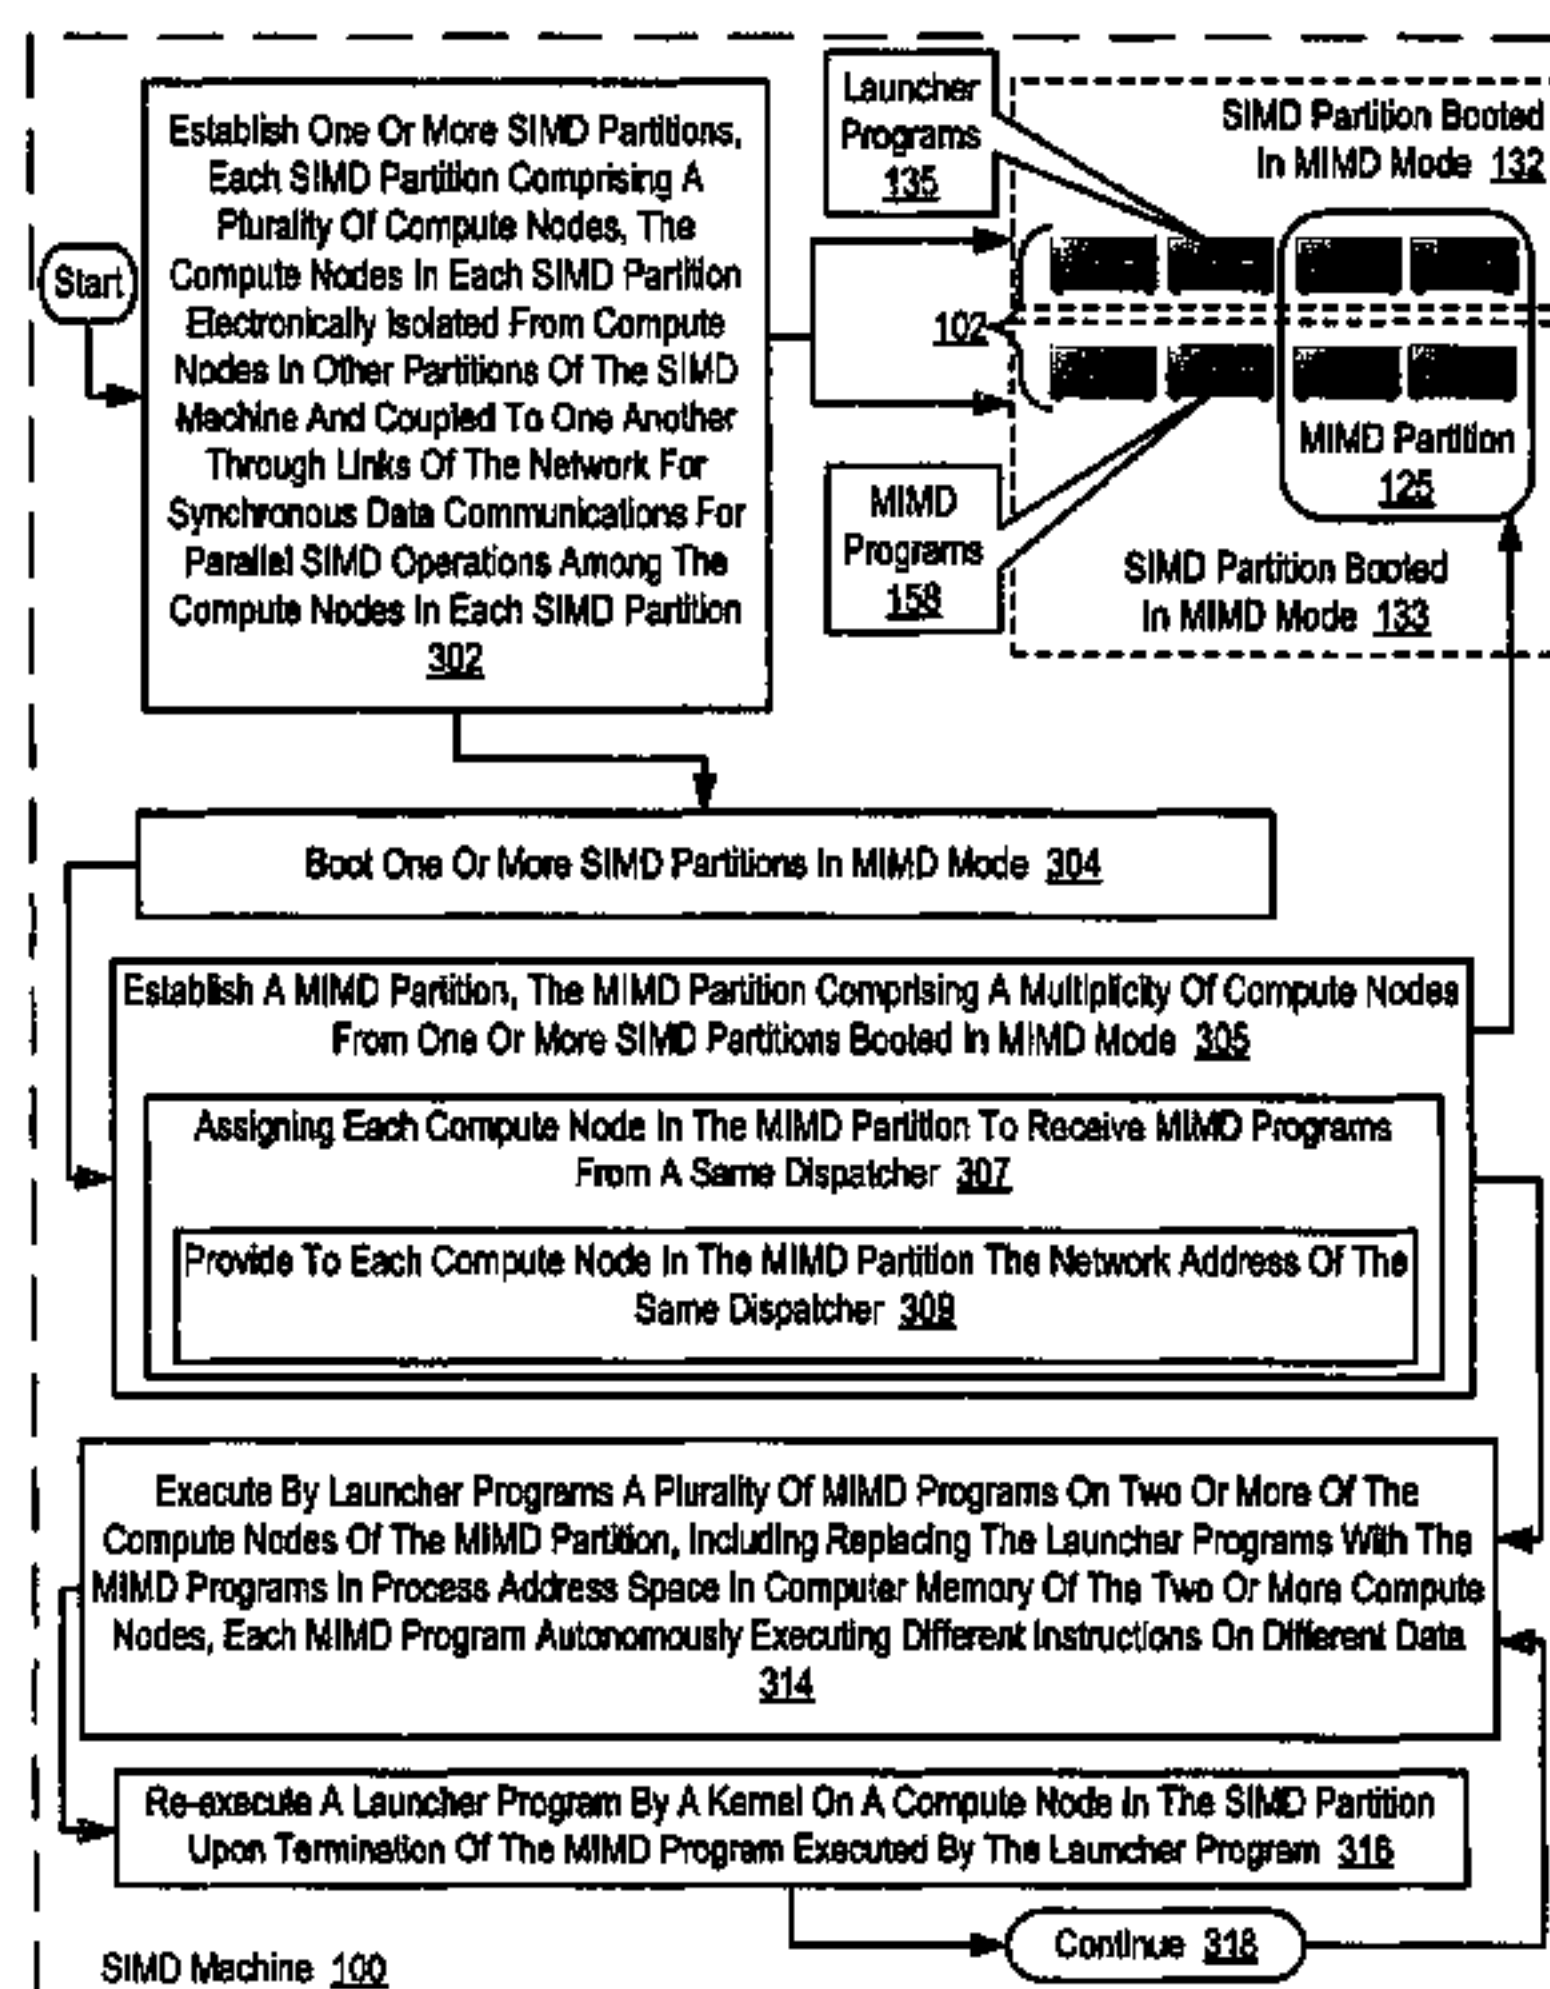 Start
Establish One Or More SIMD Partitions,
Each SIMD Partition Comprising A
Plurality Of Compute Nodes, The
Compute Nodes In Each SIMD Partition
Electronically Isolated From Compute
Nodes In Other Partitions Of The SIMD
Machine And Coupled To One Another
Through Links Of The Network For
Synchronous Data Communications For
Parallel SIMD Operations Among The
Compute Nodes In Each SIMD Partition
302
Launcher
Programs
135
SIMD Partition Booted
In MIMD Mode 132
102
MIMD Partition
125
MIMD
Programs
158
SIMD Partition Booted
In MIMD Mode 133
Boot One Or More SIMD Partitions In MIMD Mode 304
Establish A MIMD Partition, The MIMD Partition Comprising A Multiplicity Of Compute Nodes
From One Or More SIMD Partitions Booted In MIMD Mode 305
Assigning Each Compute Node In The MIMD Partition To Receive MIMD Programs
From A Same Dispatcher 307
Provide To Each Compute Node In The MIMD Partition The Network Address Of The
Same Dispatcher 309
Execute By Launcher Programs A Plurality Of MIMD Programs On Two Or More Of The
Compute Nodes Of The MIMD Partition, Including Replacing The Launcher Programs With The
MIMD Programs In Process Address Space In Computer Memory Of The Two Or More Compute
Nodes, Each MIMD Program Autonomously Executing Different Instructions On Different Data
314
Re-execute A Launcher Program By A Kernel On A Compute Node In The SIMD Partition
Upon Termination Of The MIMD Program Executed By The Launcher Program 316
Continue 318
SIMD Machine 100